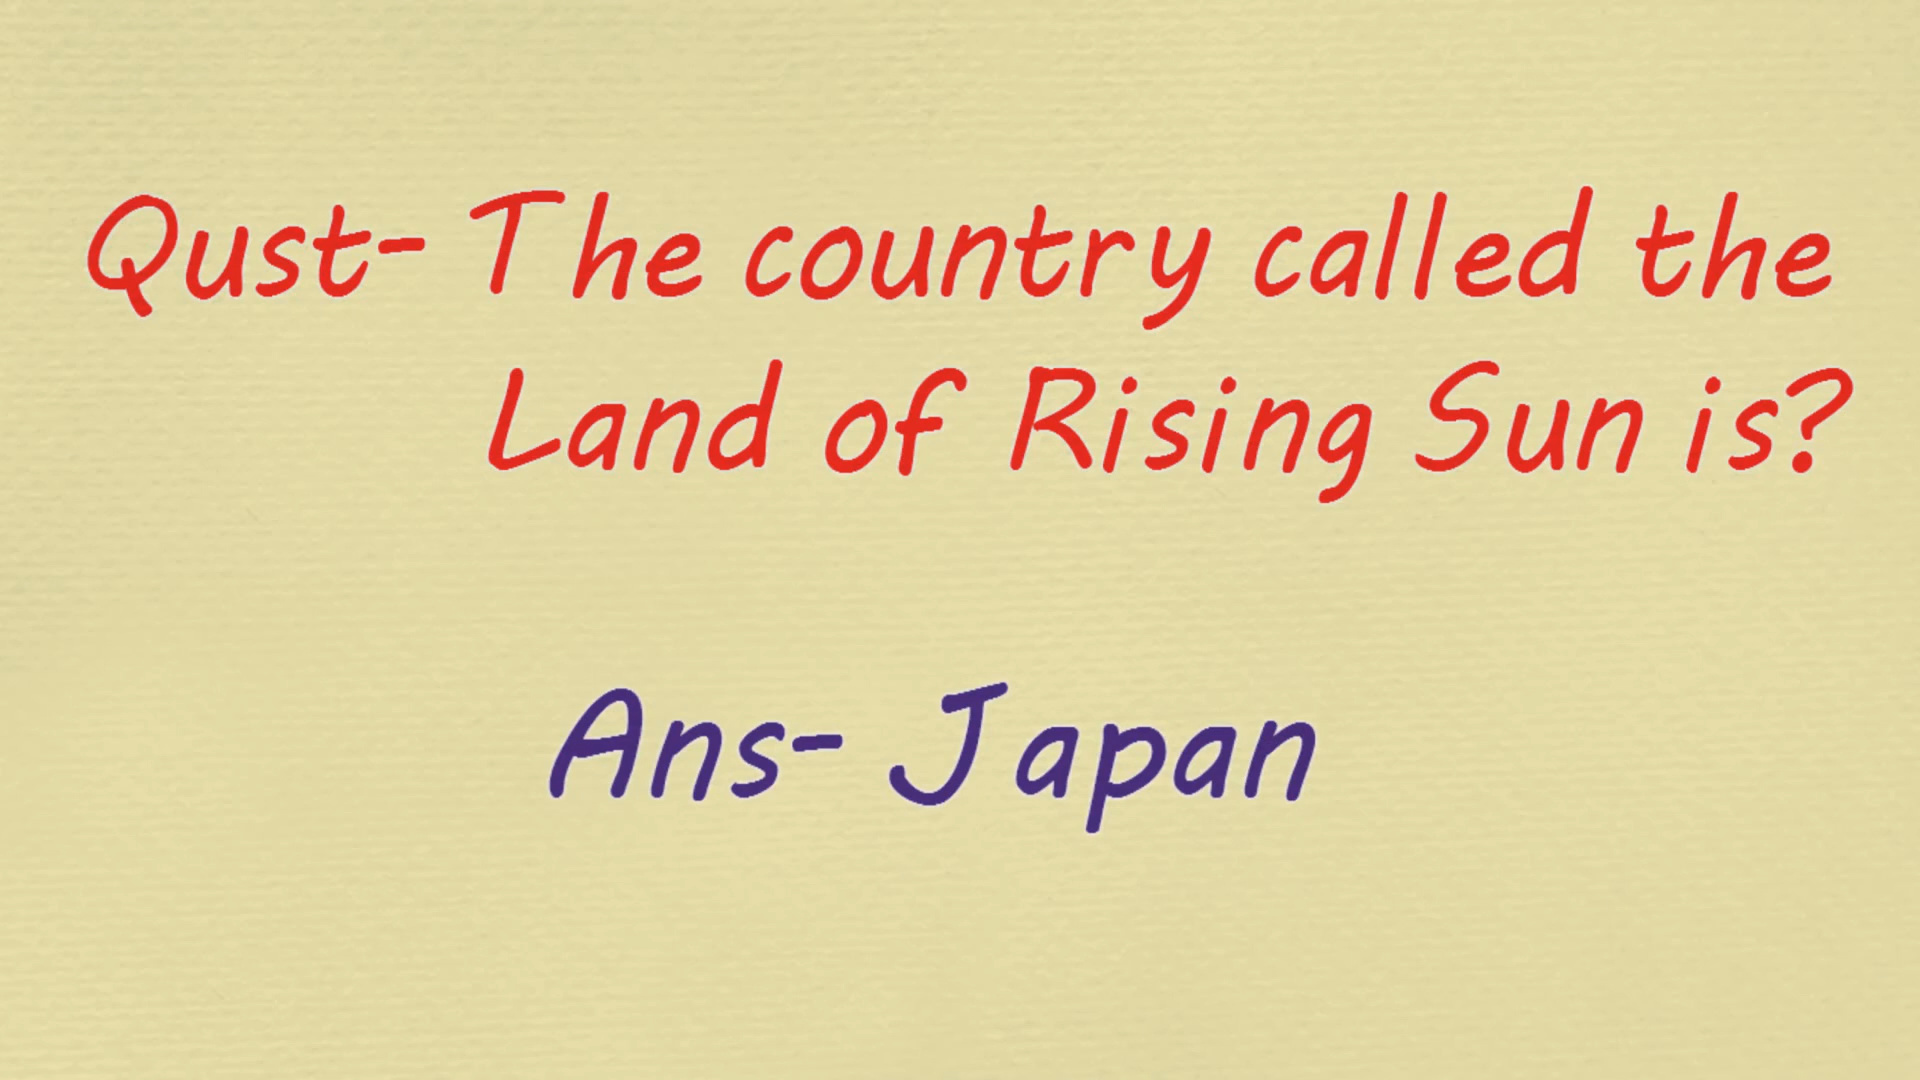 Qust- The country called the
Land of Rising Sun is?
Ans- Japan